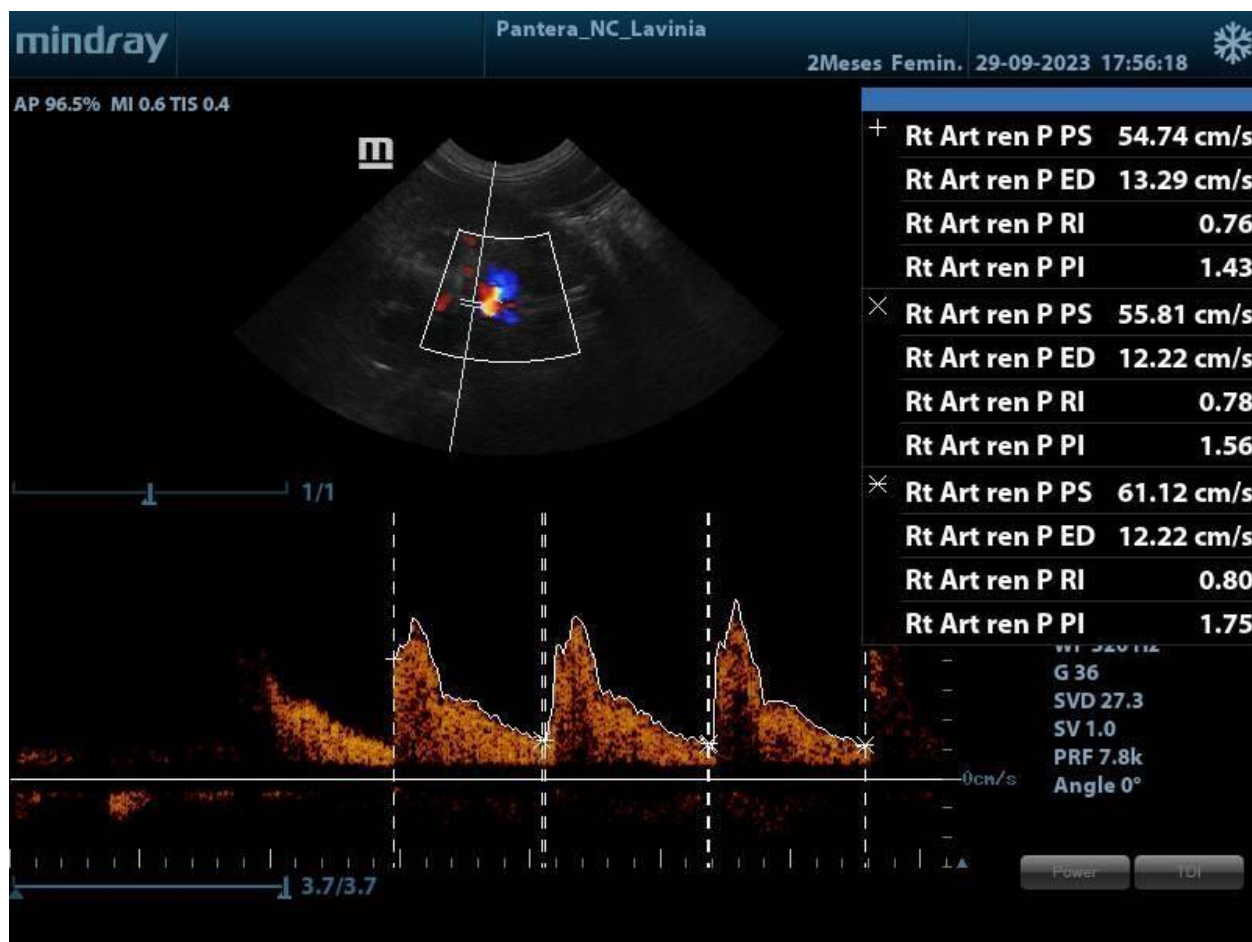 mindray
Pantera_NC_Lavinia
2Meses Femin. 29-09-2023 17:56:18
AP 96.5% MI 0.6 TIS 0.4
m
+ Rt Art ren P PS 54.74 cm/s
Rt Art ren P ED 13.29 cm/s
Rt Art ren P RI 0.76
Rt Art ren P PI 1.43
× Rt Art ren P PS 55.81 cm/s
Rt Art ren P ED 12.22 cm/s
Rt Art ren P RI 0.78
Rt Art ren P PI 1.56
Rt Art ren P PS 61.12 cm/s
Rt Art ren P ED 12.22 cm/s
Rt Art ren P RI 0.80
Rt Art ren P PI 1.75
1/1
G 36
SVD 27.3
SV 1.0
PRF 7.8k
Angle 0°
0cm/s
Power
TDI
3.7/3.7